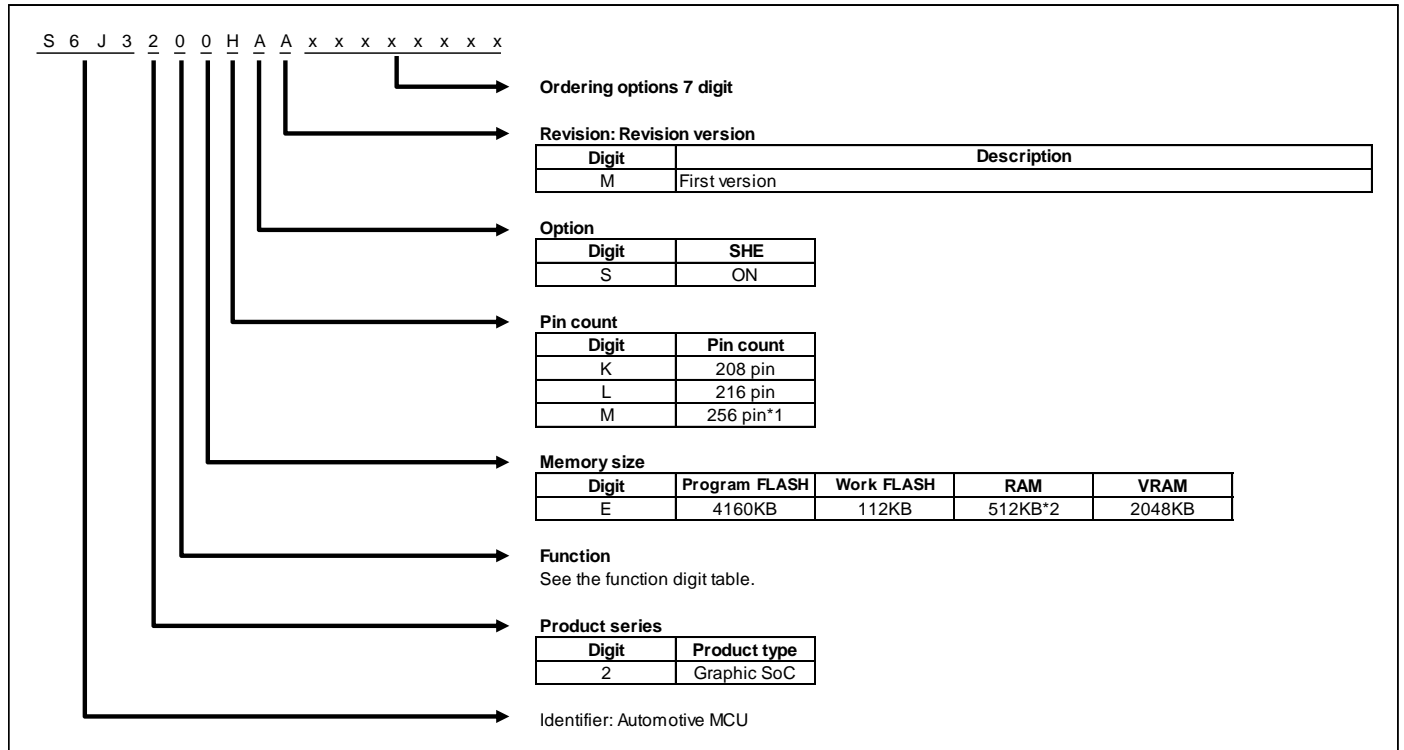 S 6 J 3 2 0 0 H A A x x x x x x x x
Ordering options 7 digit
Revision: Revision version
Digit Description
M First version
Option
Digit SHE
S ON
Pin count
Digit Pin count
K 208 pin
L 216 pin
M 256 pin*1
Memory size
Digit Program FLASH Work FLASH RAM VRAM
E 4160KB 112KB 512KB*2 2048KB
Function
See the function digit table.
Product series
Digit Product type
2 Graphic SoC
Identifier: Automotive MCU